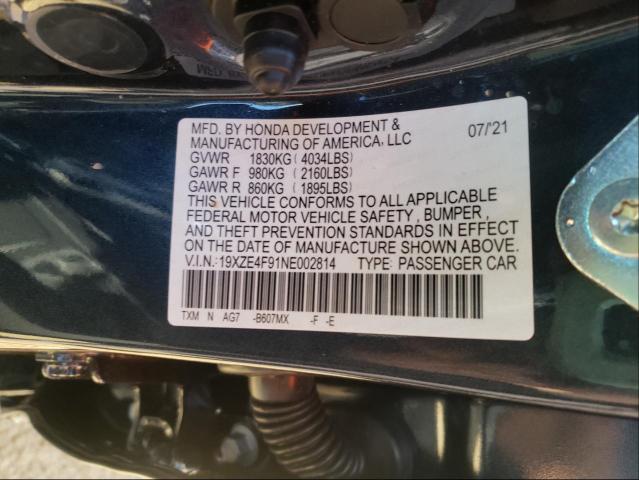 MFD. BY HONDA DEVELOPMENT & 07/'21
MANUFACTURING OF AMERICA, LLC
GVWR 1830KG ( 4034LBS)
GAWR F 980KG ( 2160LBS)
GAWR R 860KG ( 1895LBS)
THIS VEHICLE CONFORMS TO ALL APPLICABLE
FEDERAL MOTOR VEHICLE SAFETY , BUMPER ,
AND THEFT PREVENTION STANDARDS IN EFFECT
ON THE DATE OF MANUFACTURE SHOWN ABOVE.
V.I.N.:19XZE4F91NE002814 TYPE: PASSENGER CAR
TXM N AG7 -B607MX -F -E